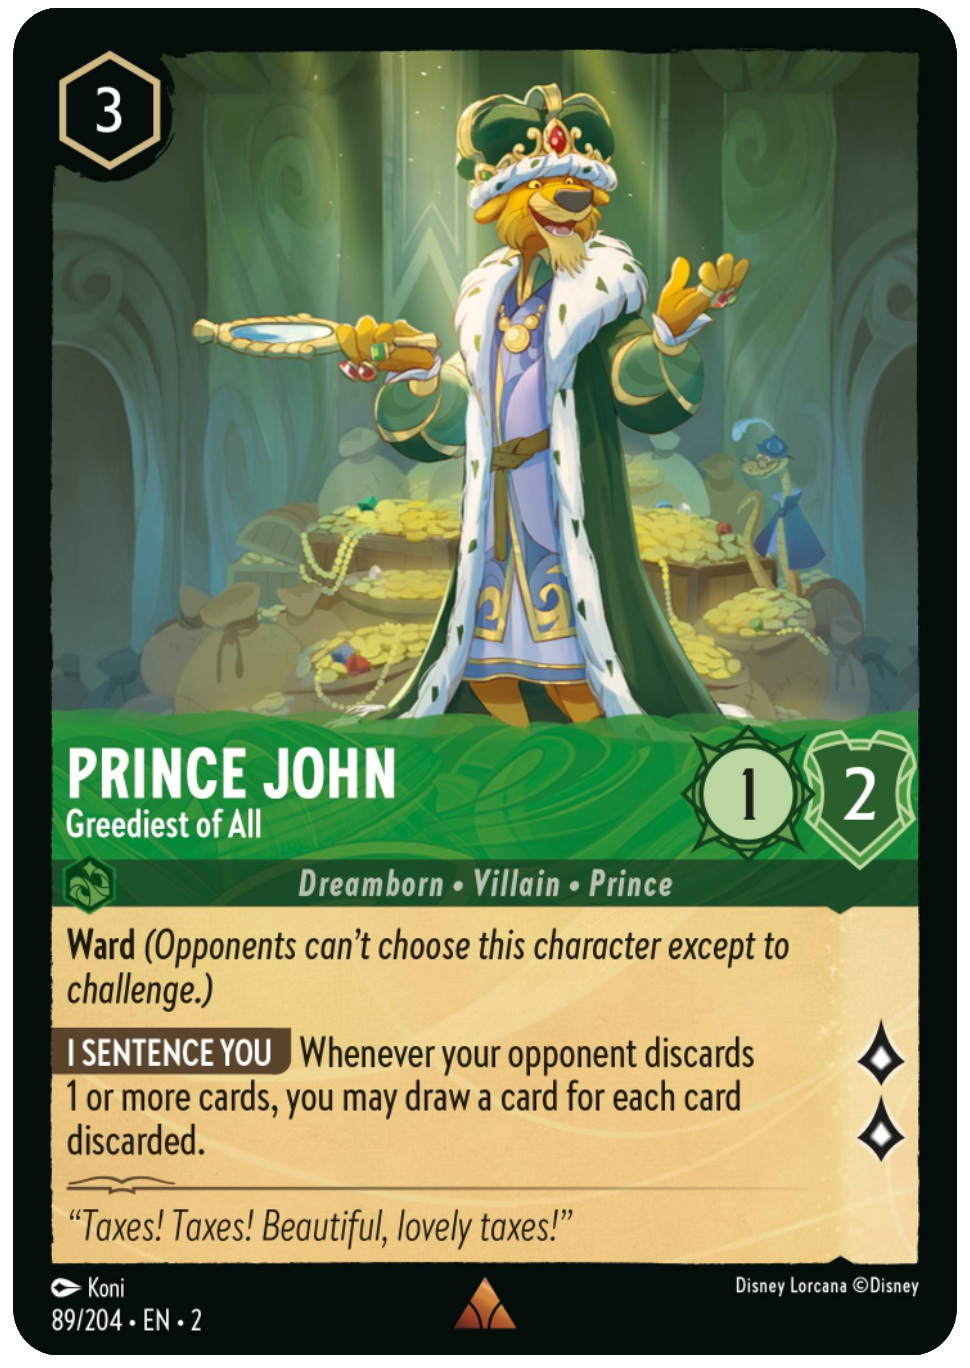 3
PRINCE JOHN
Greediest of All
1
2
Dreamborn • Villain • Prince
Ward (Opponents can't choose this character except to
challenge.)
I SENTENCE YOU Whenever your opponent discards
1 or more cards, you may draw a card for each card
discarded.
“Taxes! Taxes! Beautiful, lovely taxes!”
Koni
Disney Lorcana ©Disney
89/204 • EN • 2